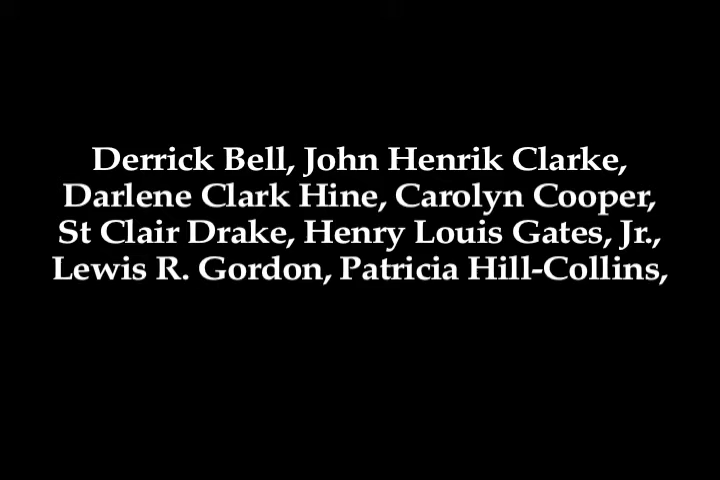 Derrick Bell, John Henrik Clarke,
Darlene Clark Hine, Carolyn Cooper,
St Clair Drake, Henry Louis Gates, Jr.,
Lewis R. Gordon, Patricia Hill-Collins,